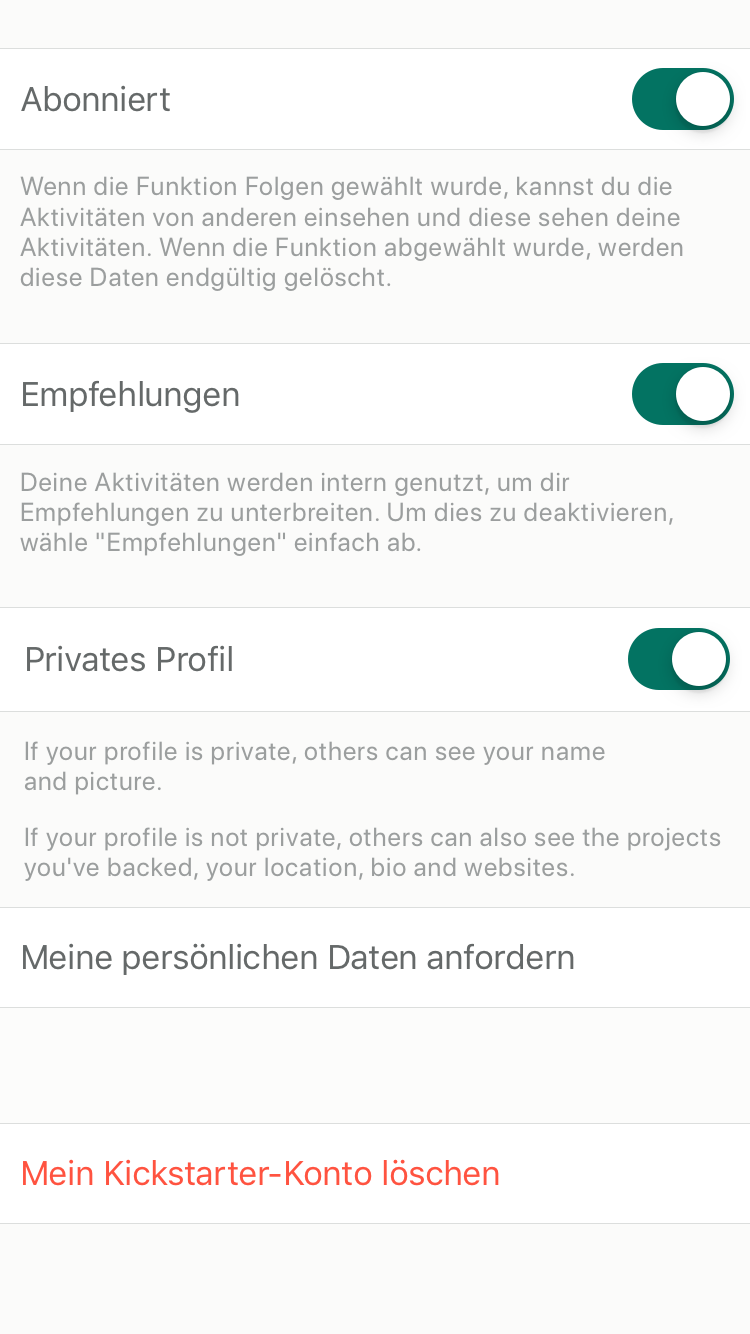 Abonniert
Wenn die Funktion Folgen gewählt wurde, kannst du die
Aktivitäten von anderen einsehen und diese sehen deine
Aktivitäten. Wenn die Funktion abgewählt wurde, werden
diese Daten endgültig gelöscht.
Empfehlungen
Deine Aktivitäten werden intern genutzt, um dir
Empfehlungen zu unterbreiten. Um dies zu deaktivieren,
wähle "Empfehlungen" einfach ab.
Privates Profil
If your profile is private, others can see your name
and picture.
If your profile is not private, others can also see the projects
you've backed, your location, bio and websites.
Meine persönlichen Daten anfordern
Mein Kickstarter-Konto löschen